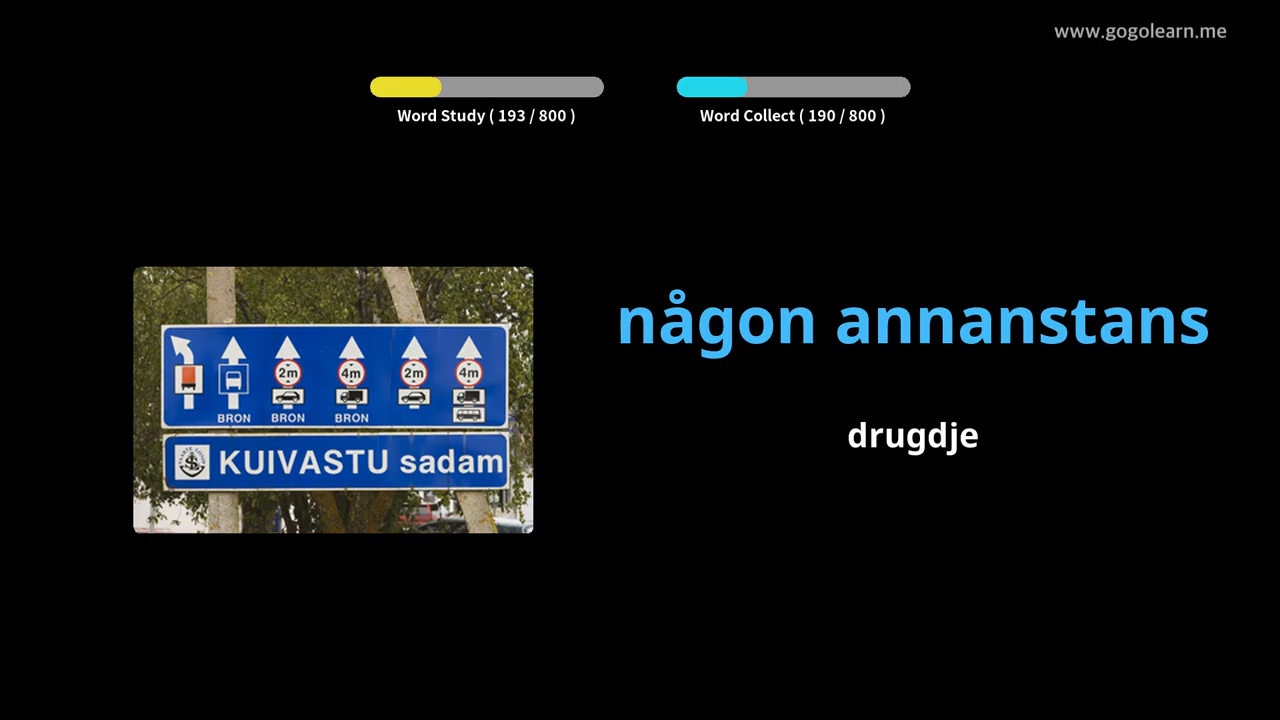 www.gogolearn.me
Word Study ( 193 / 800 )
Word Collect ( 190 / 800 )
någon annanstans
drugdje
2m 4m 2m 4m
BRON BRON BRON
KUIVASTU sadam